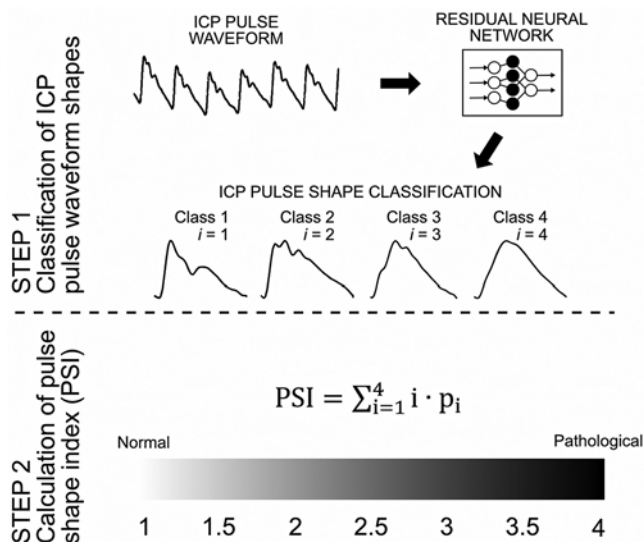 STEP 1
Classification of ICP
pulse waveform shapes
ICP PULSE
WAVEFORM
RESIDUAL NEURAL
NETWORK
ICP PULSE SHAPE CLASSIFICATION
Class 1
i = 1
Class 2
i = 2
Class 3
i = 3
Class 4
i = 4
STEP 2
Calculation of pulse
shape index (PSI)
PSI = ∑⁴ᵢ₌₁ i · pᵢ
Normal
Pathological
1 1.5 2 2.5 3 3.5 4